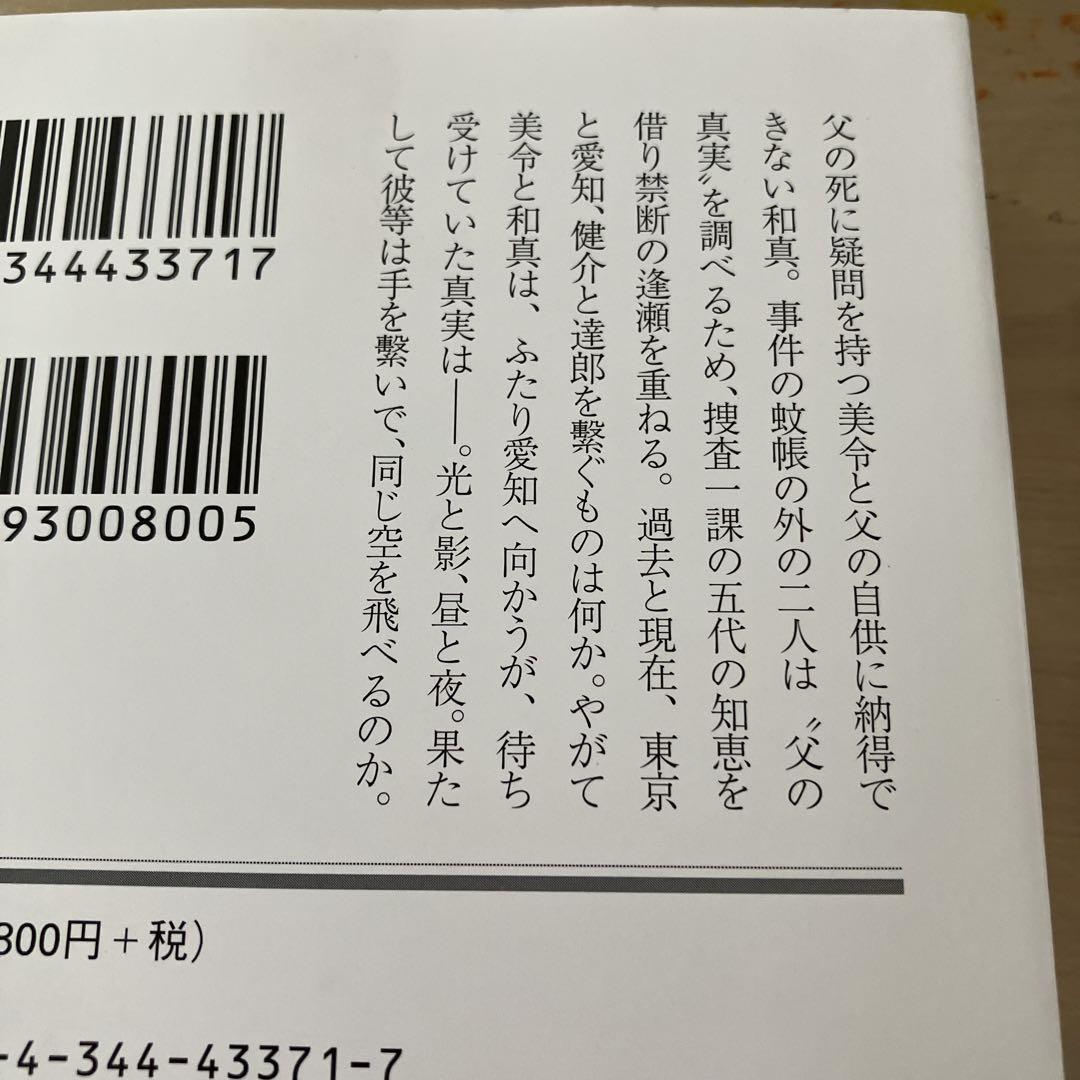 父の死に疑問を持つ美令と父の自供に納得で
きない和真。事件の蚊帳の外の二人は〝父の
真実〟を調べるため、捜査一課の五代の知恵を
借り禁断の逢瀬を重ねる。過去と現在、東京
と愛知、健介と達郎を繫ぐものは何か。やがて
美令と和真は、ふたり愛知へ向かうが、待ち
受けていた真実は──。光と影、昼と夜。果た
して彼等は手を繫いで、同じ空を飛べるのか。
344433717
93008005
800円＋税）
-4-344-43371-7